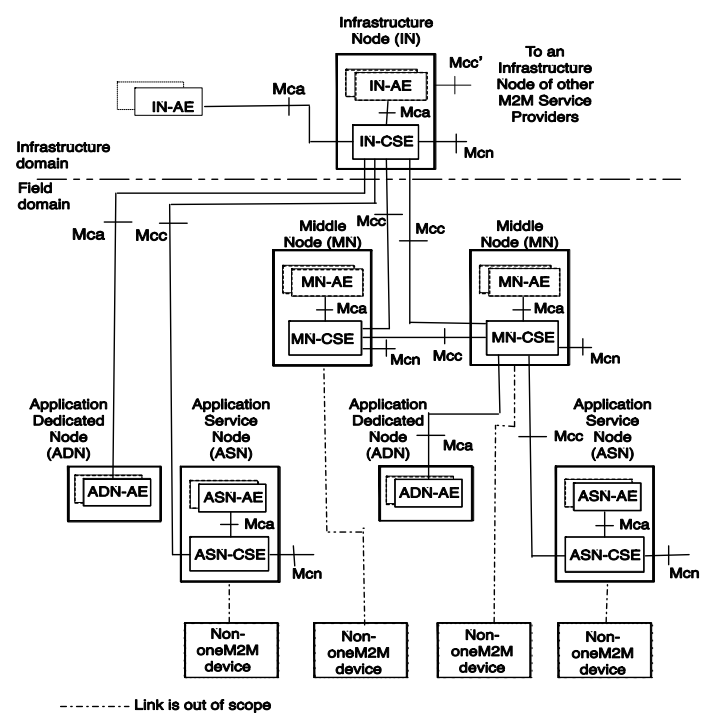 Infrastructure
Node (IN)
Mcc'
To an
Infrastructure
Node of other
M2M Service
Providers
Mca
IN-AE
IN-AE
Mca
IN-CSE
Mcn
Infrastructure
domain
Field
domain
Mca
Mcc
Mcc
Mcc
Middle
Node (MN)
Middle
Node (MN)
MN-AE
Mca
MN-CSE
Mcn
Mcc
MN-AE
Mca
MN-CSE
Mcn
Application
Dedicated
Node
(ADN)
Application
Service
Node
(ASN)
Application
Dedicated
Node
(ADN)
Mca
Mcc
Application
Service
Node
(ASN)
ADN-AE
ASN-AE
Mca
ASN-CSE
Mcn
ADN-AE
ASN-AE
Mca
ASN-CSE
Mcn
Non-
oneM2M
device
Non-
oneM2M
device
Non-
oneM2M
device
Non-
oneM2M
device
Link is out of scope